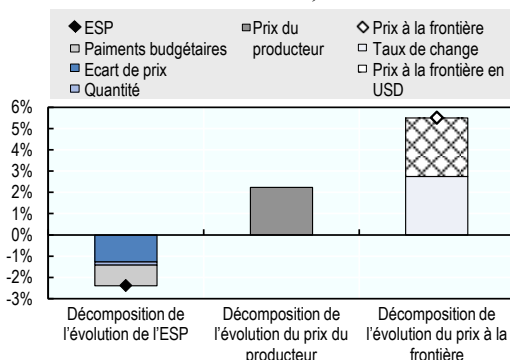 ESP
Paiments budgétaires
Ecart de prix
Quantité
Prix du
producteur
Prix à la frontière
Taux de change
Prix à la frontière en
USD
6%
5%
4%
3%
2%
1%
0%
-1%
-2%
-3%
Décomposition de
l'évolution de l'ESP
Décomposition de
l'évolution du prix du
producteur
Décomposition de
l'évolution du prix à la
frontière